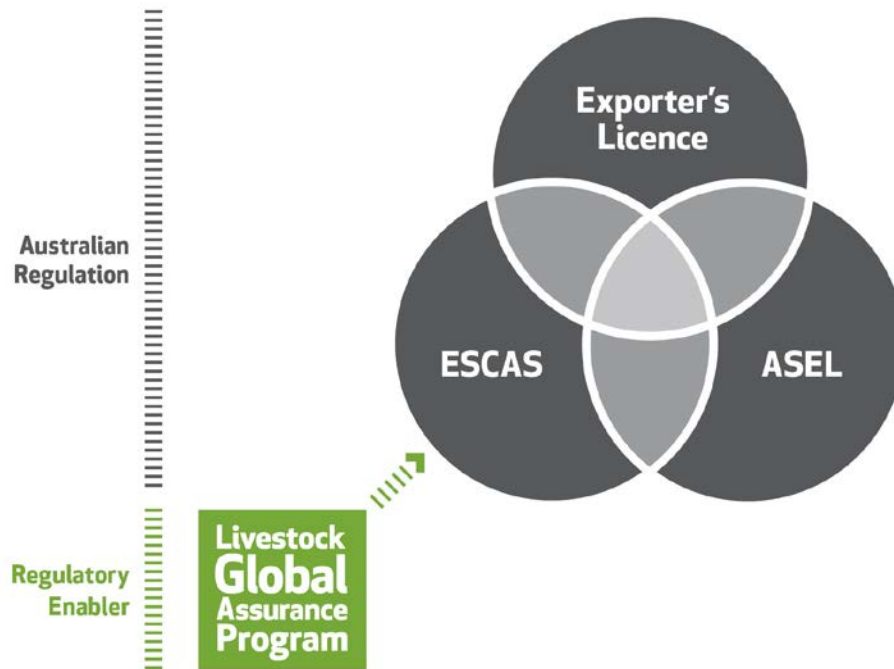 Exporter's
Licence
Australian
Regulation
ESCAS
ASEL
Livestock
Global
Assurance
Program
Regulatory
Enabler